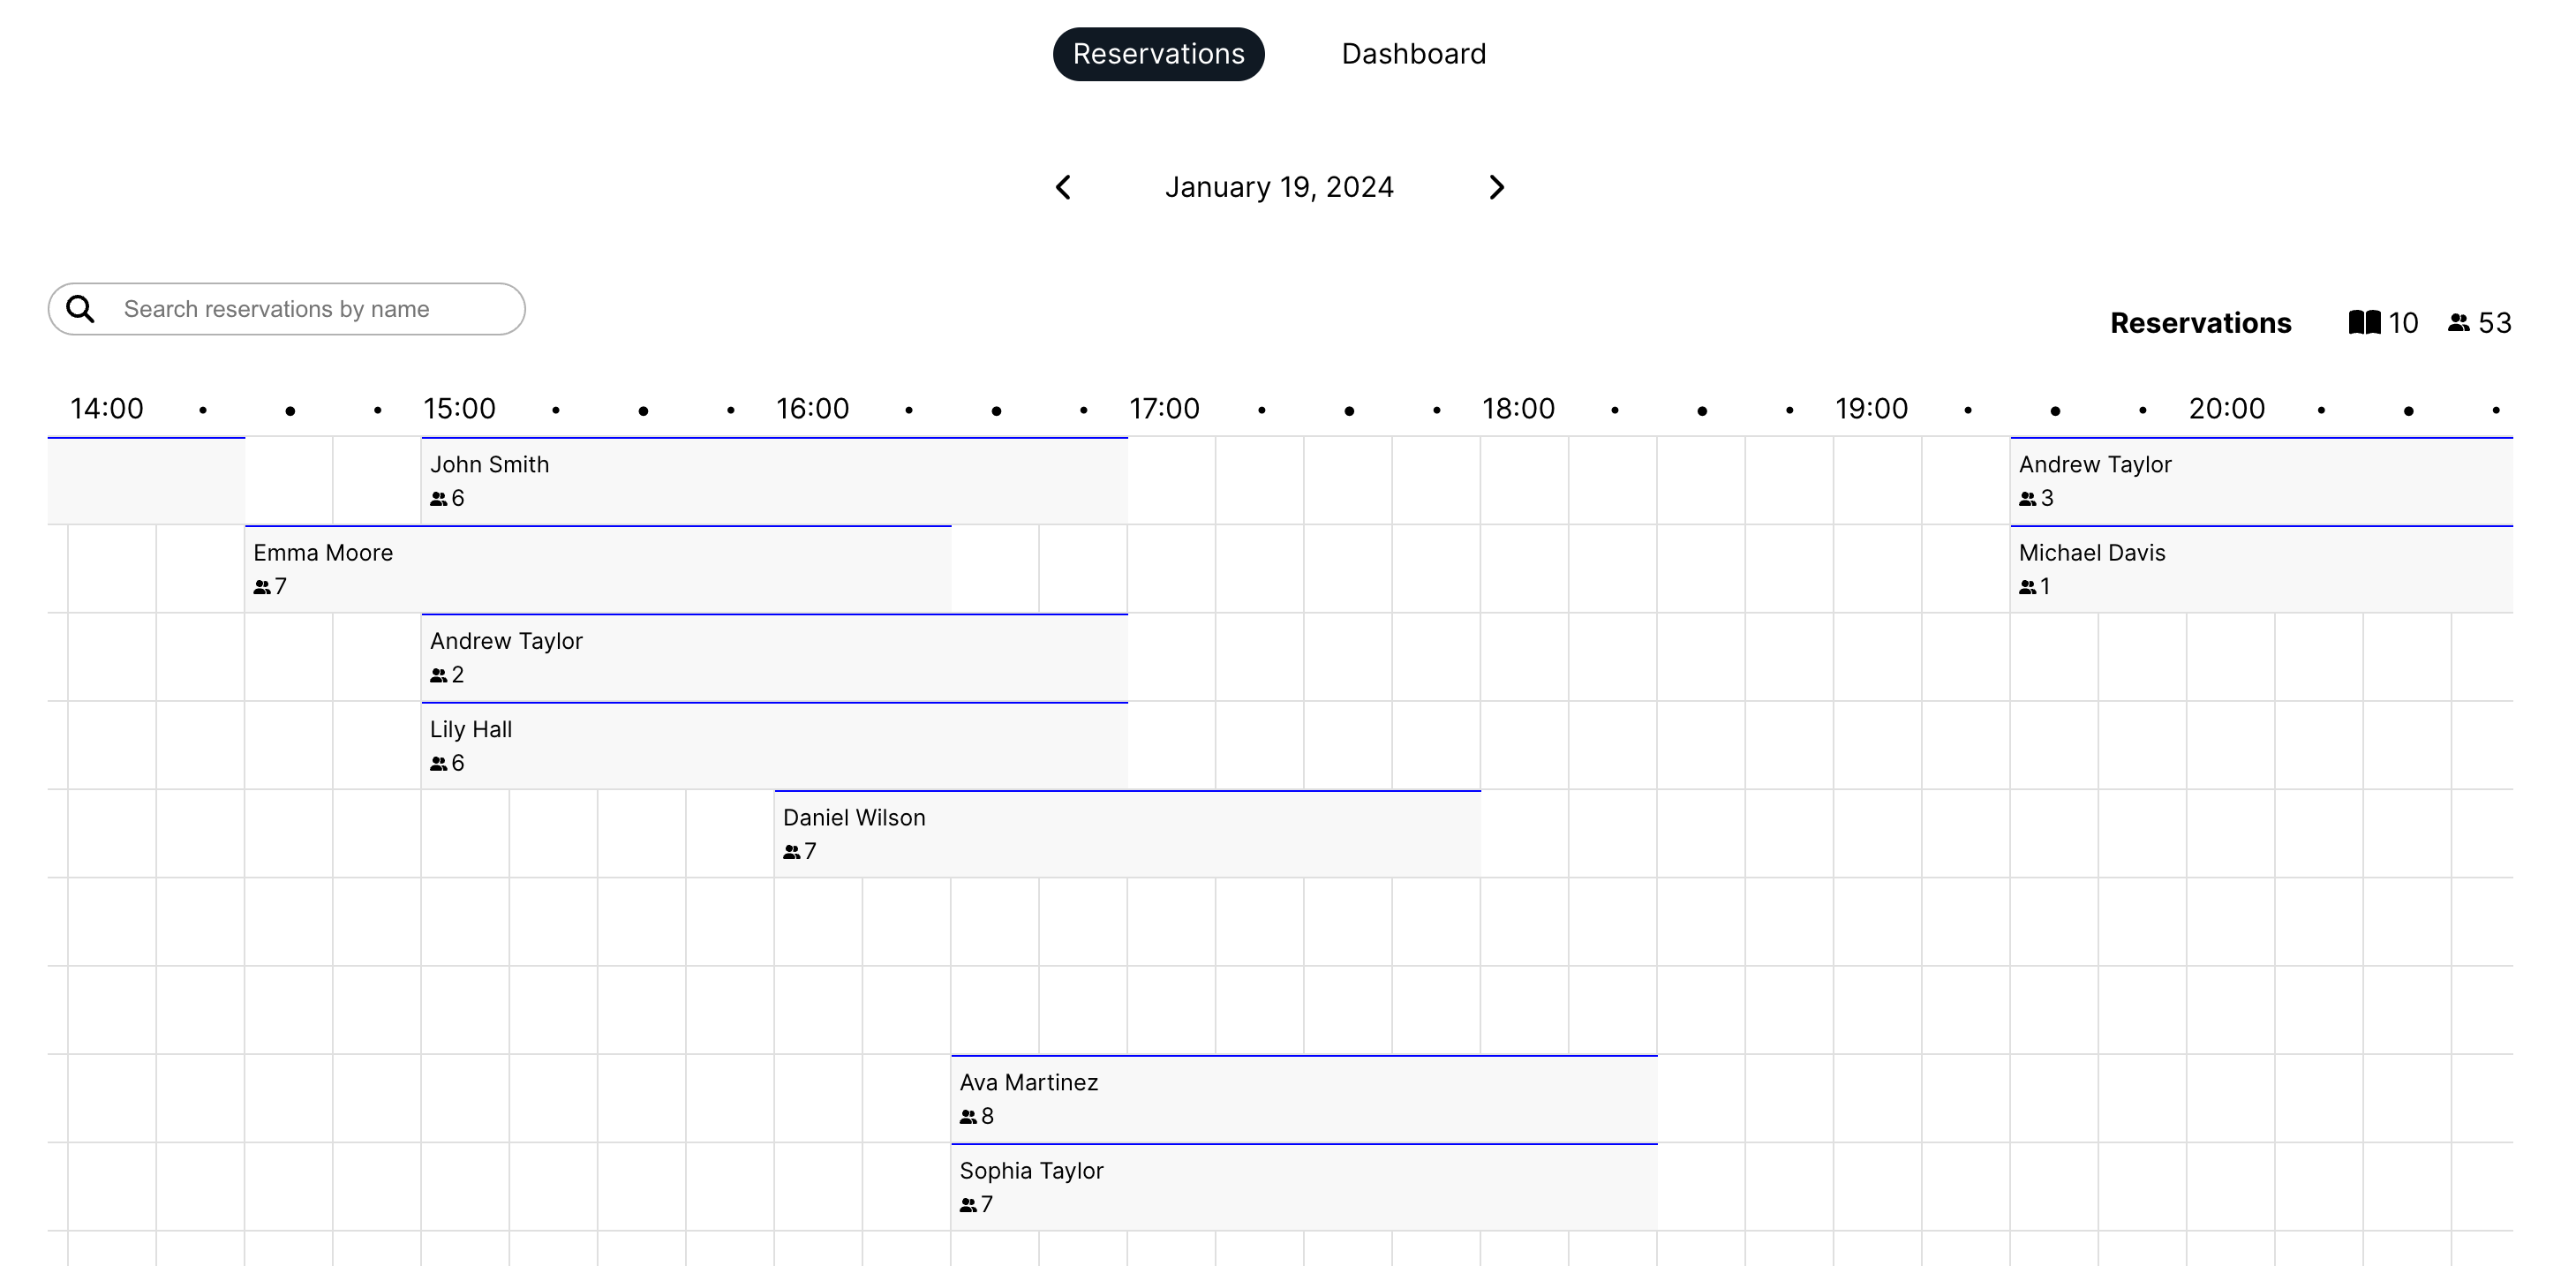 Reservations Dashboard
January 19, 2024
Search reservations by name
Reservations 10 53
14:00 15:00 16:00 17:00 18:00 19:00 20:00
John Smith
6
Andrew Taylor
3
Emma Moore
7
Michael Davis
1
Andrew Taylor
2
Lily Hall
6
Daniel Wilson
7
Ava Martinez
8
Sophia Taylor
7